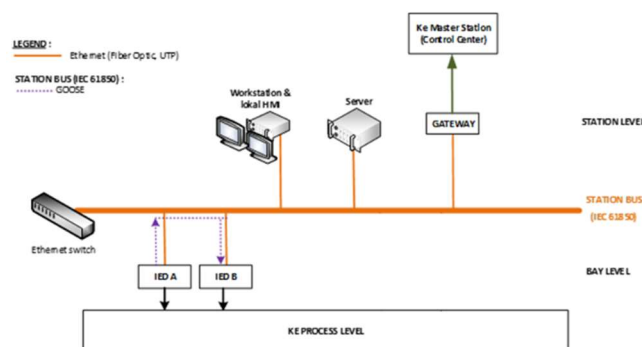 LEGEND :
Ethernet (Fiber Optic, UTP)
STATION BUS (IEC 61850) :
GOOSE
Ke Master Station
(Control Center)
Workstation &
lokal HMI
Server
GATEWAY
STATION LEVEL
STATION BUS
(IEC 61850)
Ethernet switch
IED A
IED B
BAY LEVEL
KE PROCESS LEVEL